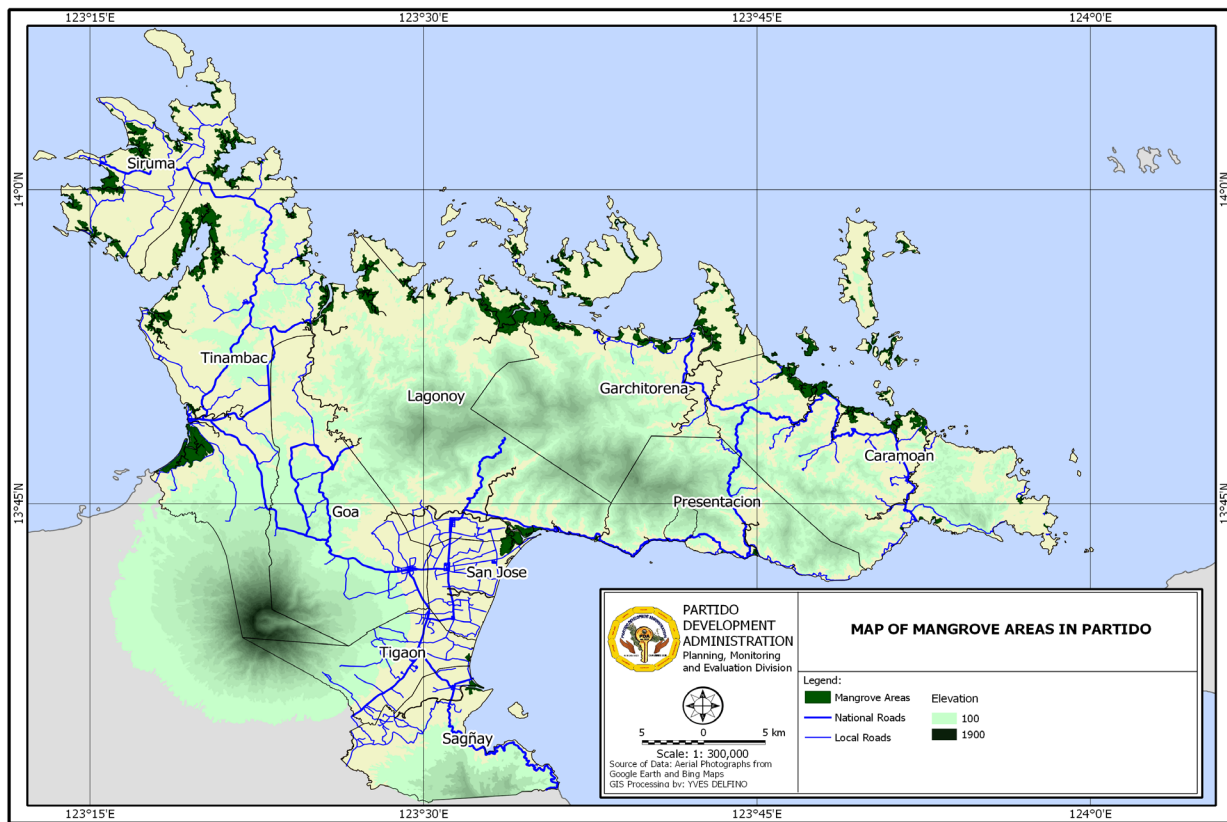 123°15'E 123°30'E 123°45'E 124°0'E
14°0'N 14°0'N
13°45'N 13°45'N
Siruma
Tinambac
Lagonoy
Garchitorena
Caramoan
Presentacion
Goa
San Jose
Tigaon
Sagñay
PARTIDO
DEVELOPMENT
ADMINISTRATION
Planning, Monitoring
and Evaluation Division
5 0 5 km
Scale: 1: 300,000
Source of Data: Aerial Photographs from
Google Earth and Bing Maps
GIS Processing by: YVES DELFINO
MAP OF MANGROVE AREAS IN PARTIDO
Legend:
Mangrove Areas
National Roads
Local Roads
Elevation
100
1900
123°15'E 123°30'E 123°45'E 124°0'E